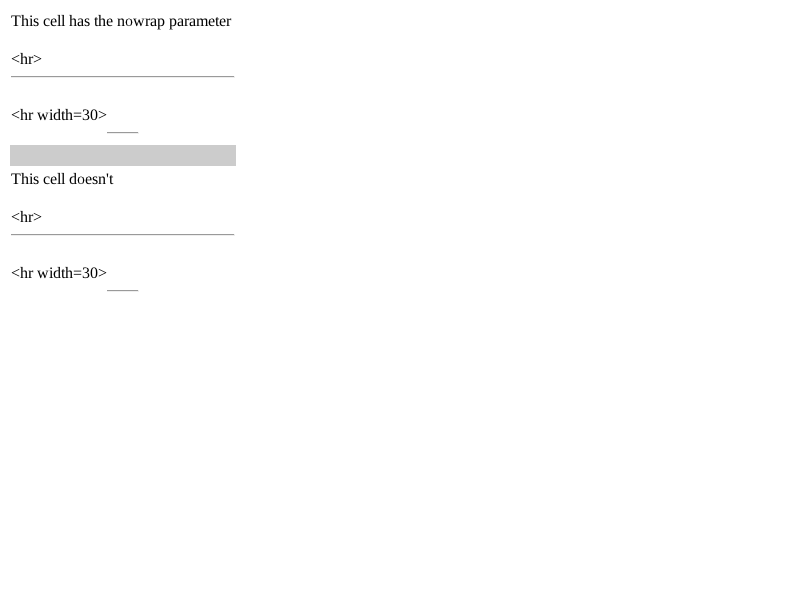 This cell has the nowrap parameter
<hr>
<hr width=30>
This cell doesn't
<hr>
<hr width=30>